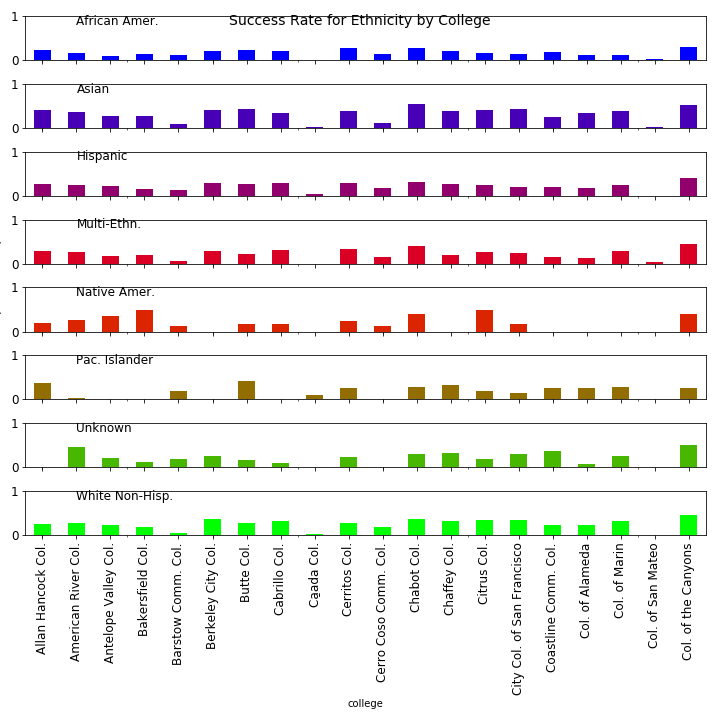 Success Rate for Ethnicity by College
1
African Amer.
0
1
Asian
0
1
Hispanic
0
1
Multi-Ethn.
0
1
Native Amer.
0
1
Pac. Islander
0
1
Unknown
0
1
White Non-Hisp.
0
Allan Hancock Col.
American River Col.
Antelope Valley Col.
Bakersfield Col.
Barstow Comm. Col.
Berkeley City Col.
Butte Col.
Cabrillo Col.
Cąada Col.
Cerritos Col.
Cerro Coso Comm. Col.
Chabot Col.
Chaffey Col.
Citrus Col.
City Col. of San Francisco
Coastline Comm. Col.
Col. of Alameda
Col. of Marin
Col. of San Mateo
Col. of the Canyons
college